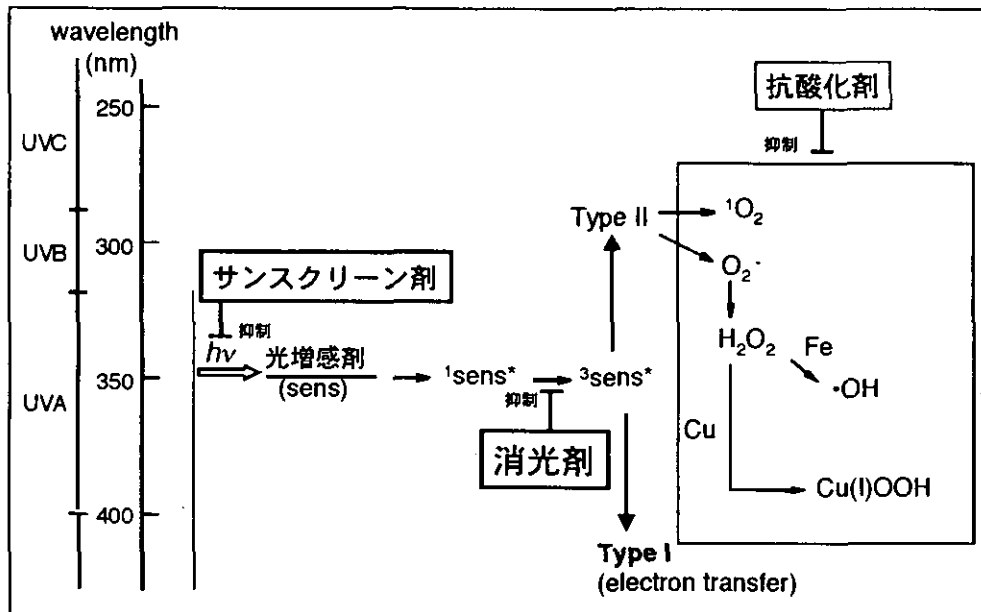 wavelength
(nm)
250
300
350
400
UVC
UVB
UVA
サンスクリーン剤
抑制
hν
光増感剤
(sens)
¹sens*
抑制
消光剤
³sens*
Type II
Type I
(electron transfer)
抗酸化剤
抑制
¹O₂
O₂⁻
H₂O₂
Fe
·OH
Cu
Cu(I)OOH